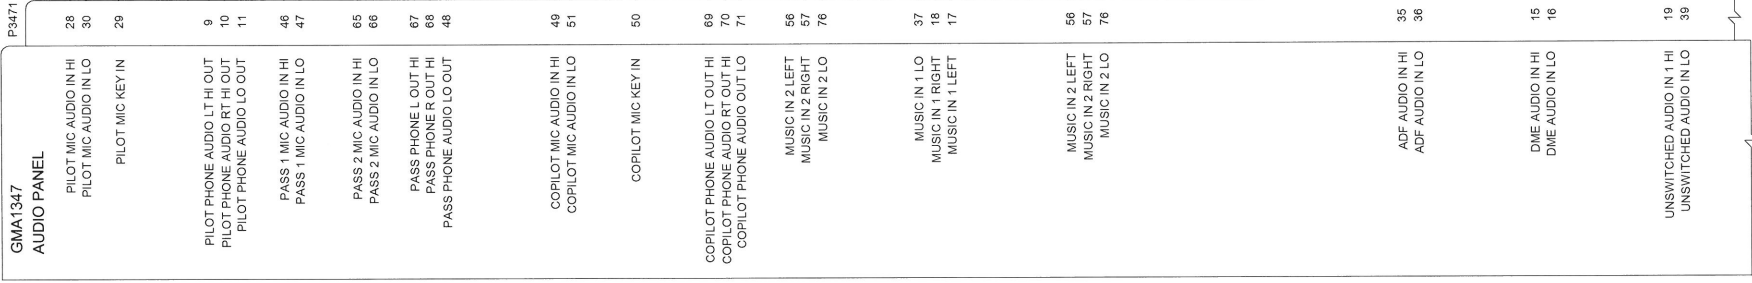 P3471
GMA1347
AUDIO PANEL
28 PILOT MIC AUDIO IN HI
30 PILOT MIC AUDIO IN LO
29 PILOT MIC KEY IN
9 PILOT PHONE AUDIO LT HI OUT
10 PILOT PHONE AUDIO RT HI OUT
11 PILOT PHONE AUDIO LO OUT
46 PASS 1 MIC AUDIO IN HI
47 PASS 1 MIC AUDIO IN LO
65 PASS 2 MIC AUDIO IN HI
66 PASS 2 MIC AUDIO IN LO
67 PASS PHONE L OUT HI
68 PASS PHONE R OUT HI
48 PASS PHONE AUDIO LO OUT
49 COPILOT MIC AUDIO IN HI
51 COPILOT MIC AUDIO IN LO
50 COPILOT MIC KEY IN
69 COPILOT PHONE AUDIO LT OUT HI
70 COPILOT PHONE AUDIO RT OUT HI
71 COPILOT PHONE AUDIO OUT LO
56 MUSIC IN 2 LEFT
57 MUSIC IN 2 RIGHT
76 MUSIC IN 2 LO
37 MUSIC IN 1 LO
18 MUSIC IN 1 RIGHT
17 MUSIC IN 1 LEFT
56 MUSIC IN 2 LEFT
57 MUSIC IN 2 RIGHT
76 MUSIC IN 2 LO
35 ADF AUDIO IN HI
36 ADF AUDIO IN LO
15 DME AUDIO IN HI
16 DME AUDIO IN LO
19 UNSWITCHED AUDIO IN 1 HI
39 UNSWITCHED AUDIO IN LO